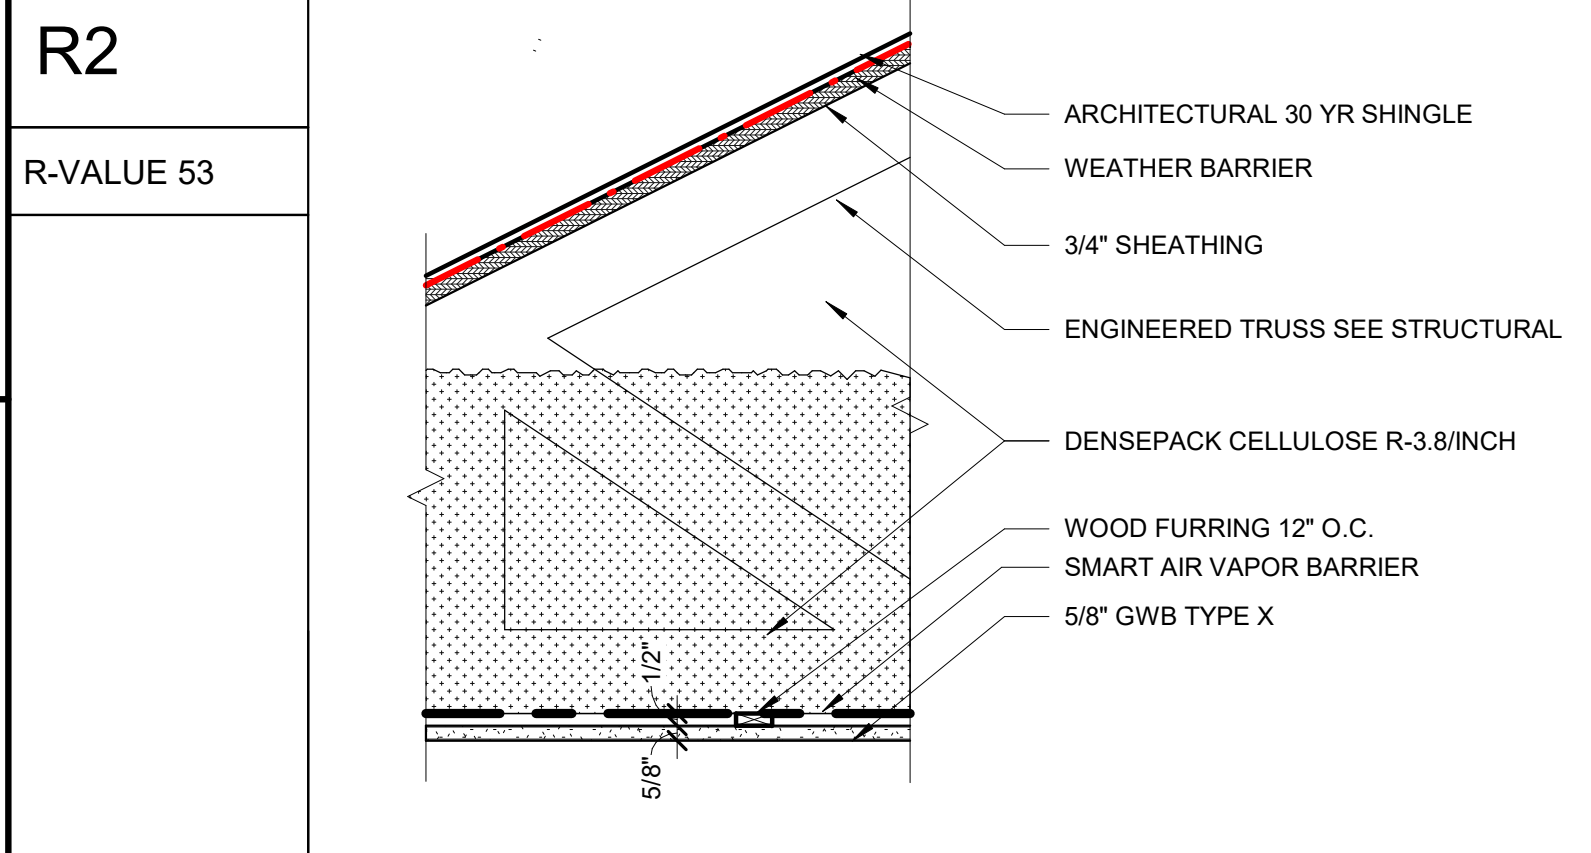 R2
R-VALUE 53
ARCHITECTURAL 30 YR SHINGLE
WEATHER BARRIER
3/4" SHEATHING
ENGINEERED TRUSS SEE STRUCTURAL
DENSEPACK CELLULOSE R-3.8/INCH
WOOD FURRING 12" O.C.
SMART AIR VAPOR BARRIER
5/8" GWB TYPE X
1/2"
5/8"